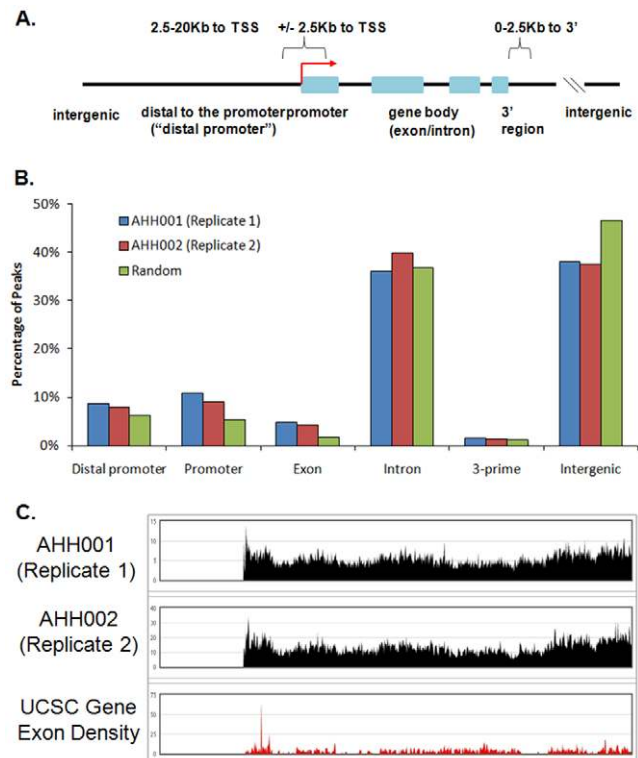 A.
2.5-20Kb to TSS +/- 2.5Kb to TSS 0-2.5Kb to 3'
intergenic distal to the promoter promoter gene body 3' intergenic
("distal promoter") (exon/intron) region
B.
50%
40%
30%
20%
10%
0%
Percentage of Peaks
AHH001 (Replicate 1)
AHH002 (Replicate 2)
Random
Distal promoter Promoter Exon Intron 3-prime Intergenic
C.
AHH001
(Replicate 1)
15
10
5
0
AHH002
(Replicate 2)
40
30
20
10
0
UCSC Gene
Exon Density
75
50
25
0